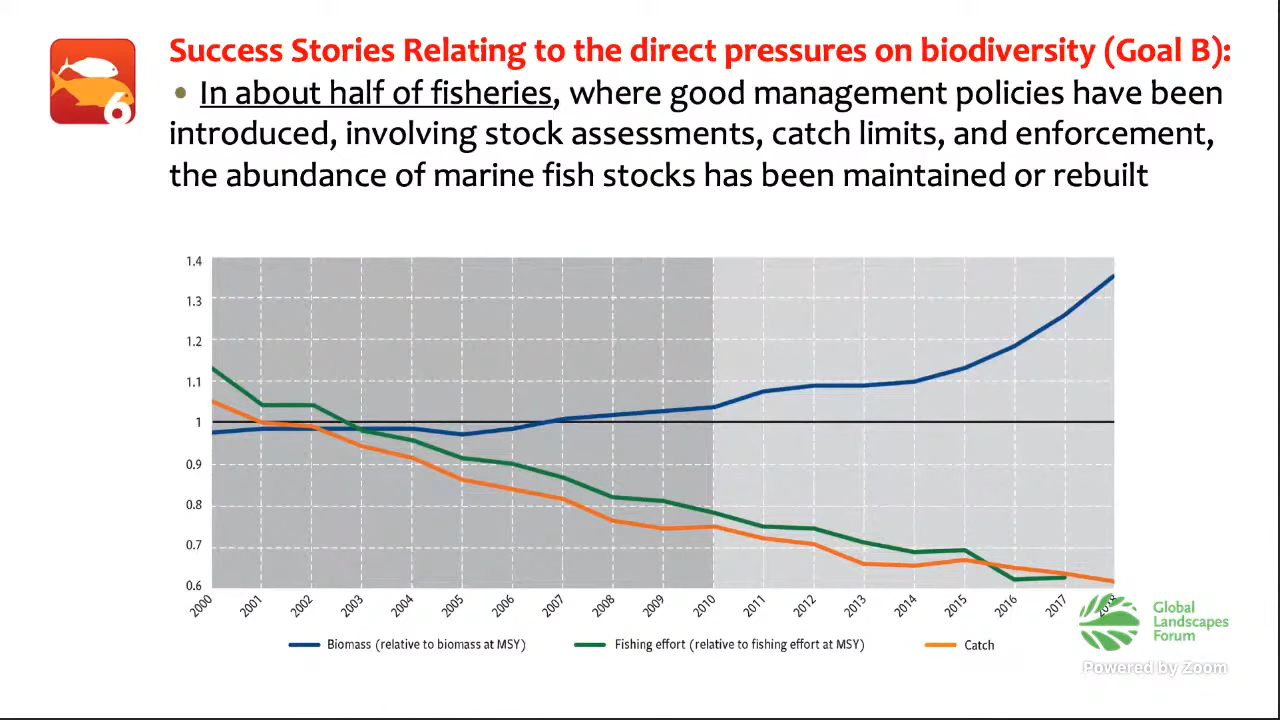 Success Stories Relating to the direct pressures on biodiversity (Goal B):
• In about half of fisheries, where good management policies have been
introduced, involving stock assessments, catch limits, and enforcement,
the abundance of marine fish stocks has been maintained or rebuilt
6
1.4
1.3
1.2
1.1
1
0.9
0.8
0.7
0.6
2000 2001 2002 2003 2004 2005 2006 2007 2008 2009 2010 2011 2012 2013 2014 2015 2016 2017
Biomass (relative to biomass at MSY) Fishing effort (relative to fishing effort at MSY) Catch
Global
Landscapes
Forum
Powered by Zoom